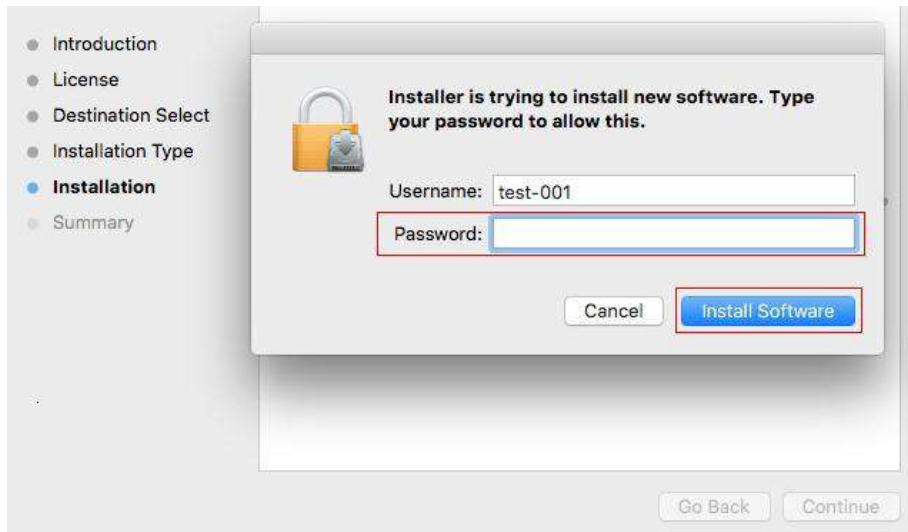 Introduction
License
Destination Select
Installation Type
Installation
Summary
Installer is trying to install new software. Type
your password to allow this.
Username: test-001
Password:
Cancel Install Software
Go Back Continue